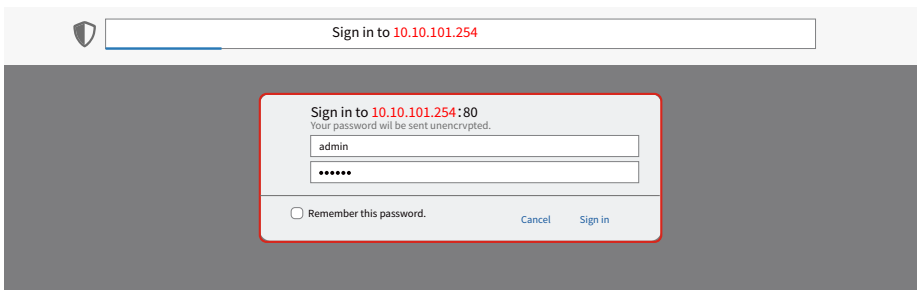 Sign in to 10.10.101.254
Sign in to 10.10.101.254:80
Your password wil be sent unencrvpted.
admin
••••••
Remember this password.
Cancel Sign in